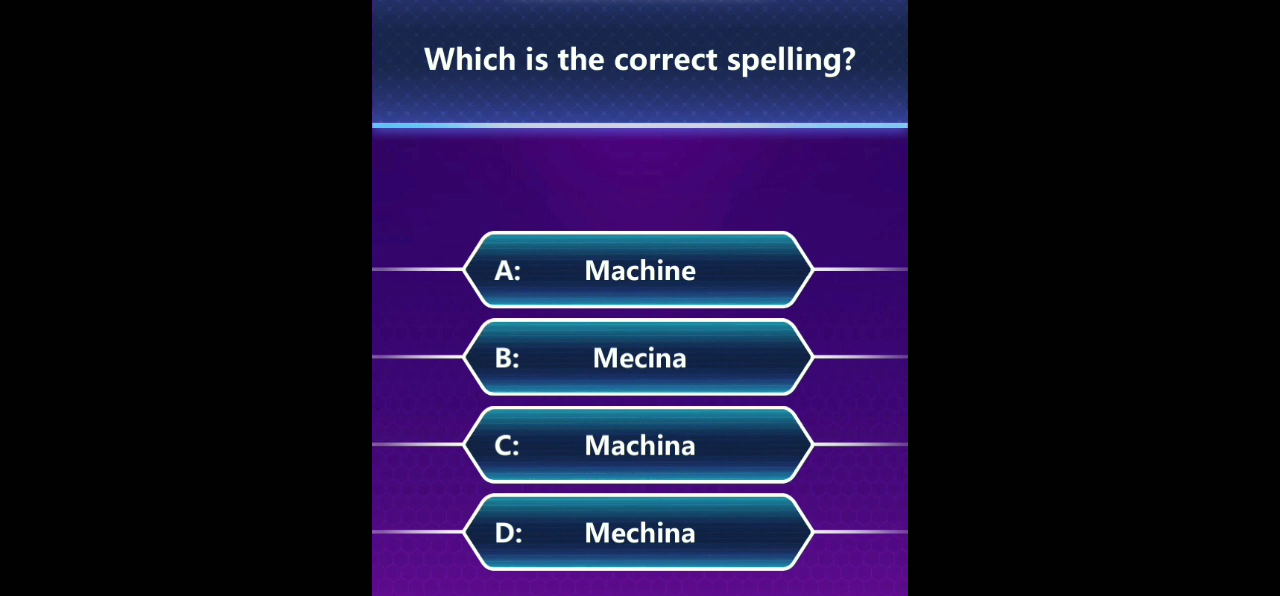 Which is the correct spelling?
A: Machine
B: Mecina
C: Machina
D: Mechina